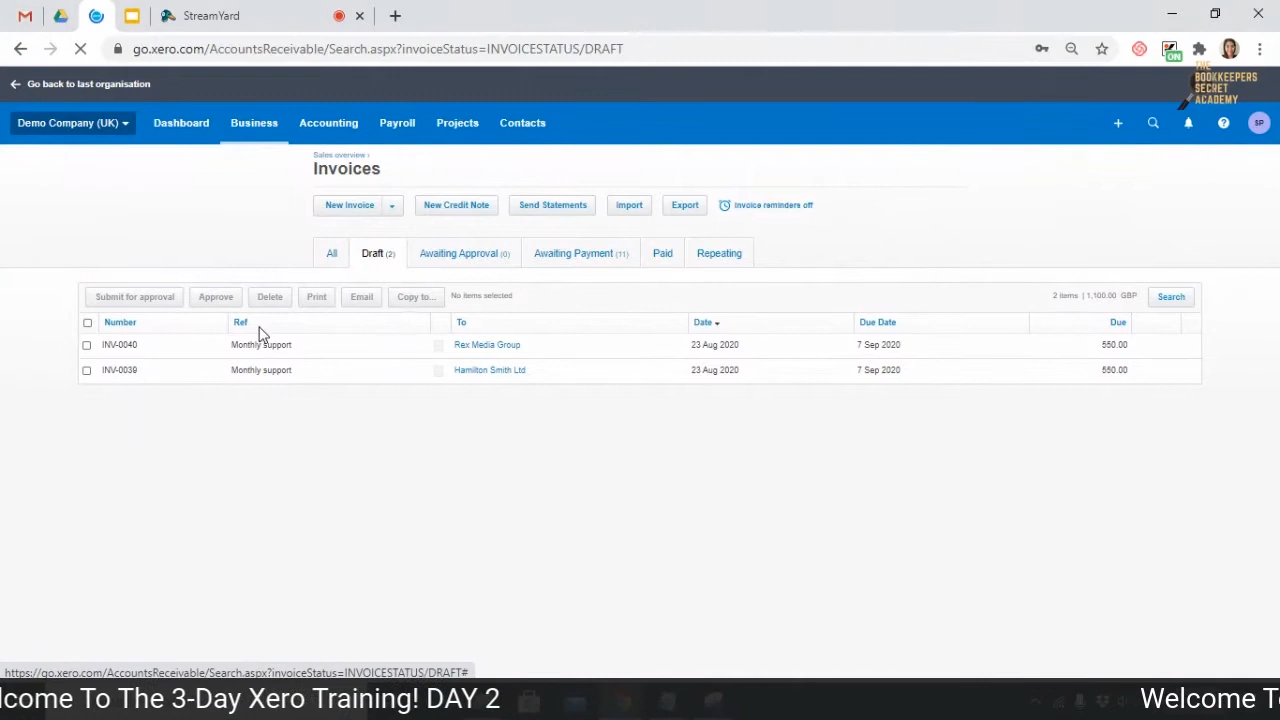 StreamYard
go.xero.com/AccountsReceivable/Search.aspx?invoiceStatus=INVOICESTATUS/DRAFT
ON
Go back to last organisation
THE
BOOKKEEPERS
SECRET
ACADEMY
Demo Company (UK) Dashboard Business Accounting Payroll Projects Contacts
SP
Sales overview ›
Invoices
New Invoice New Credit Note Send Statements Import Export Invoice reminders off
All Draft (2) Awaiting Approval (0) Awaiting Payment (11) Paid Repeating
Submit for approval Approve Delete Print Email Copy to... No items selected 2 items | 1,100.00 GBP Search
Number Ref To Date Due Date Due
INV-0040 Monthly support Rex Media Group 23 Aug 2020 7 Sep 2020 550.00
INV-0039 Monthly support Hamilton Smith Ltd 23 Aug 2020 7 Sep 2020 550.00
https://go.xero.com/AccountsReceivable/Search.aspx?invoiceStatus=INVOICESTATUS/DRAFT#
lcome To The 3-Day Xero Training! DAY 2 Welcome To